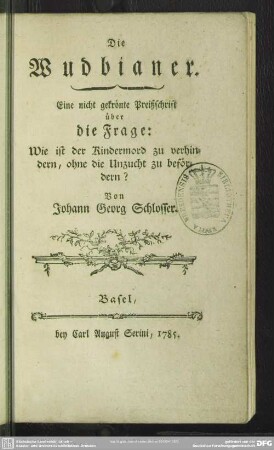 Die
Wudbianer.
Eine nicht gekrönte Preißschrift
über
die Frage:
Wie ist der Kindermord zu verhin-
dern, ohne die Unzucht zu beför-
dern?
Von
Johann Georg Schlosser.
Basel,
bey Carl August Serini, 1785.